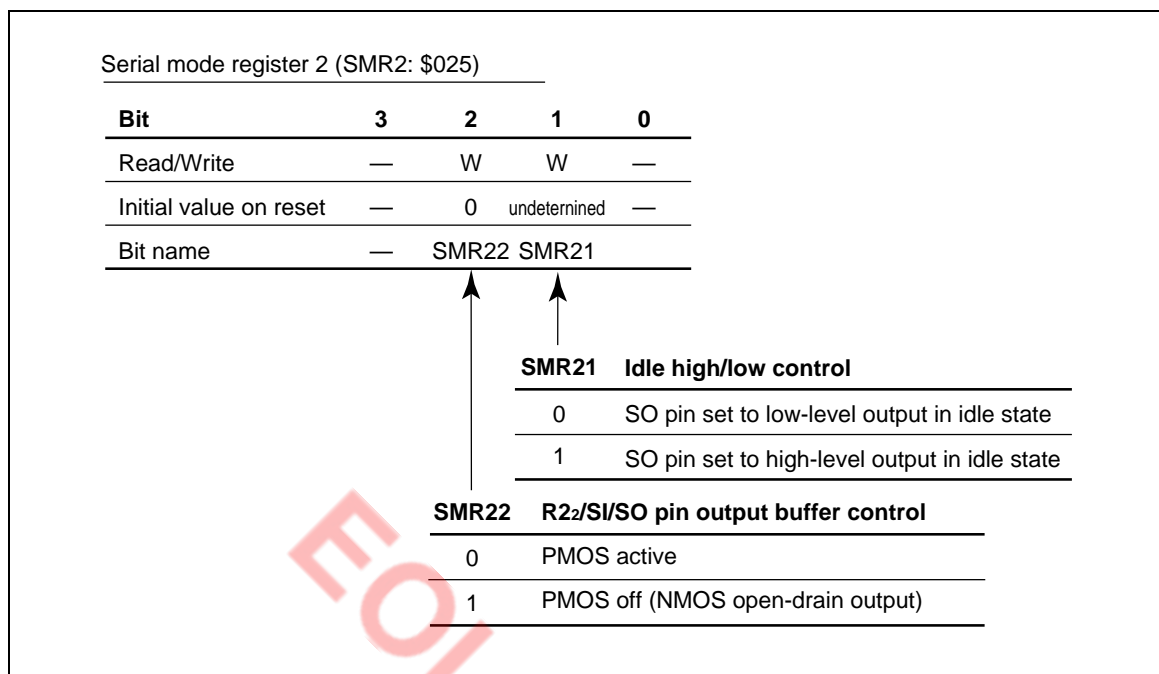 Serial mode register 2 (SMR2: $025)
Bit 3 2 1 0
Read/Write — W W —
Initial value on reset — 0 undeternined —
Bit name — SMR22 SMR21
SMR21 Idle high/low control
0 SO pin set to low-level output in idle state
1 SO pin set to high-level output in idle state
SMR22 R2₂/SI/SO pin output buffer control
0 PMOS active
1 PMOS off (NMOS open-drain output)